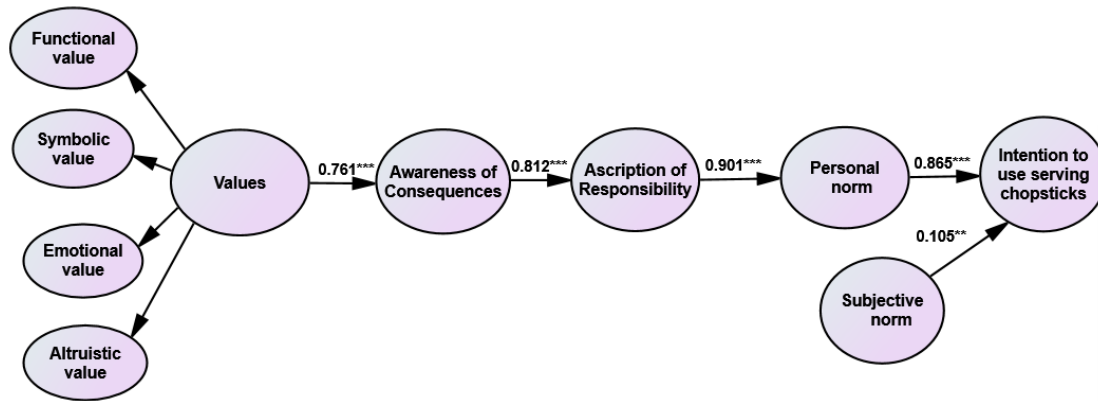 Functional
value
Symbolic
value
Emotional
value
Altruistic
value
Values
0.761***
Awareness of
Consequences
0.812***
Ascription of
Responsibility
0.901***
Personal
norm
0.865***
Intention to
use serving
chopsticks
0.105**
Subjective
norm